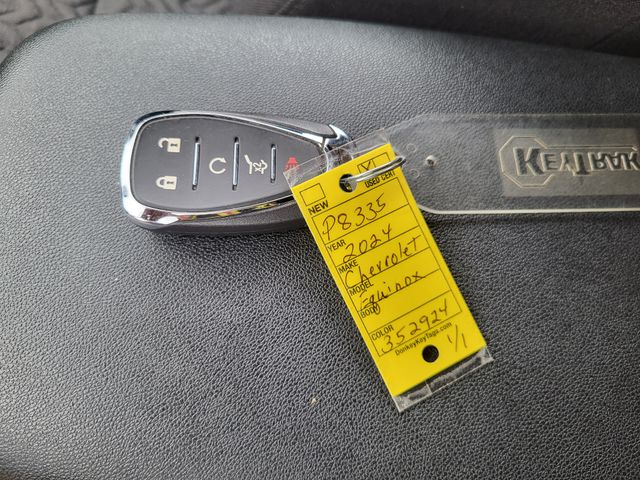 KEYTRAK
NEW
USED CERT
P8335
YEAR
2024
MAKE
Chevrolet
MODEL
Equinox
BODY
COLOR
352924
DonkeyKeyTags.com
1/1